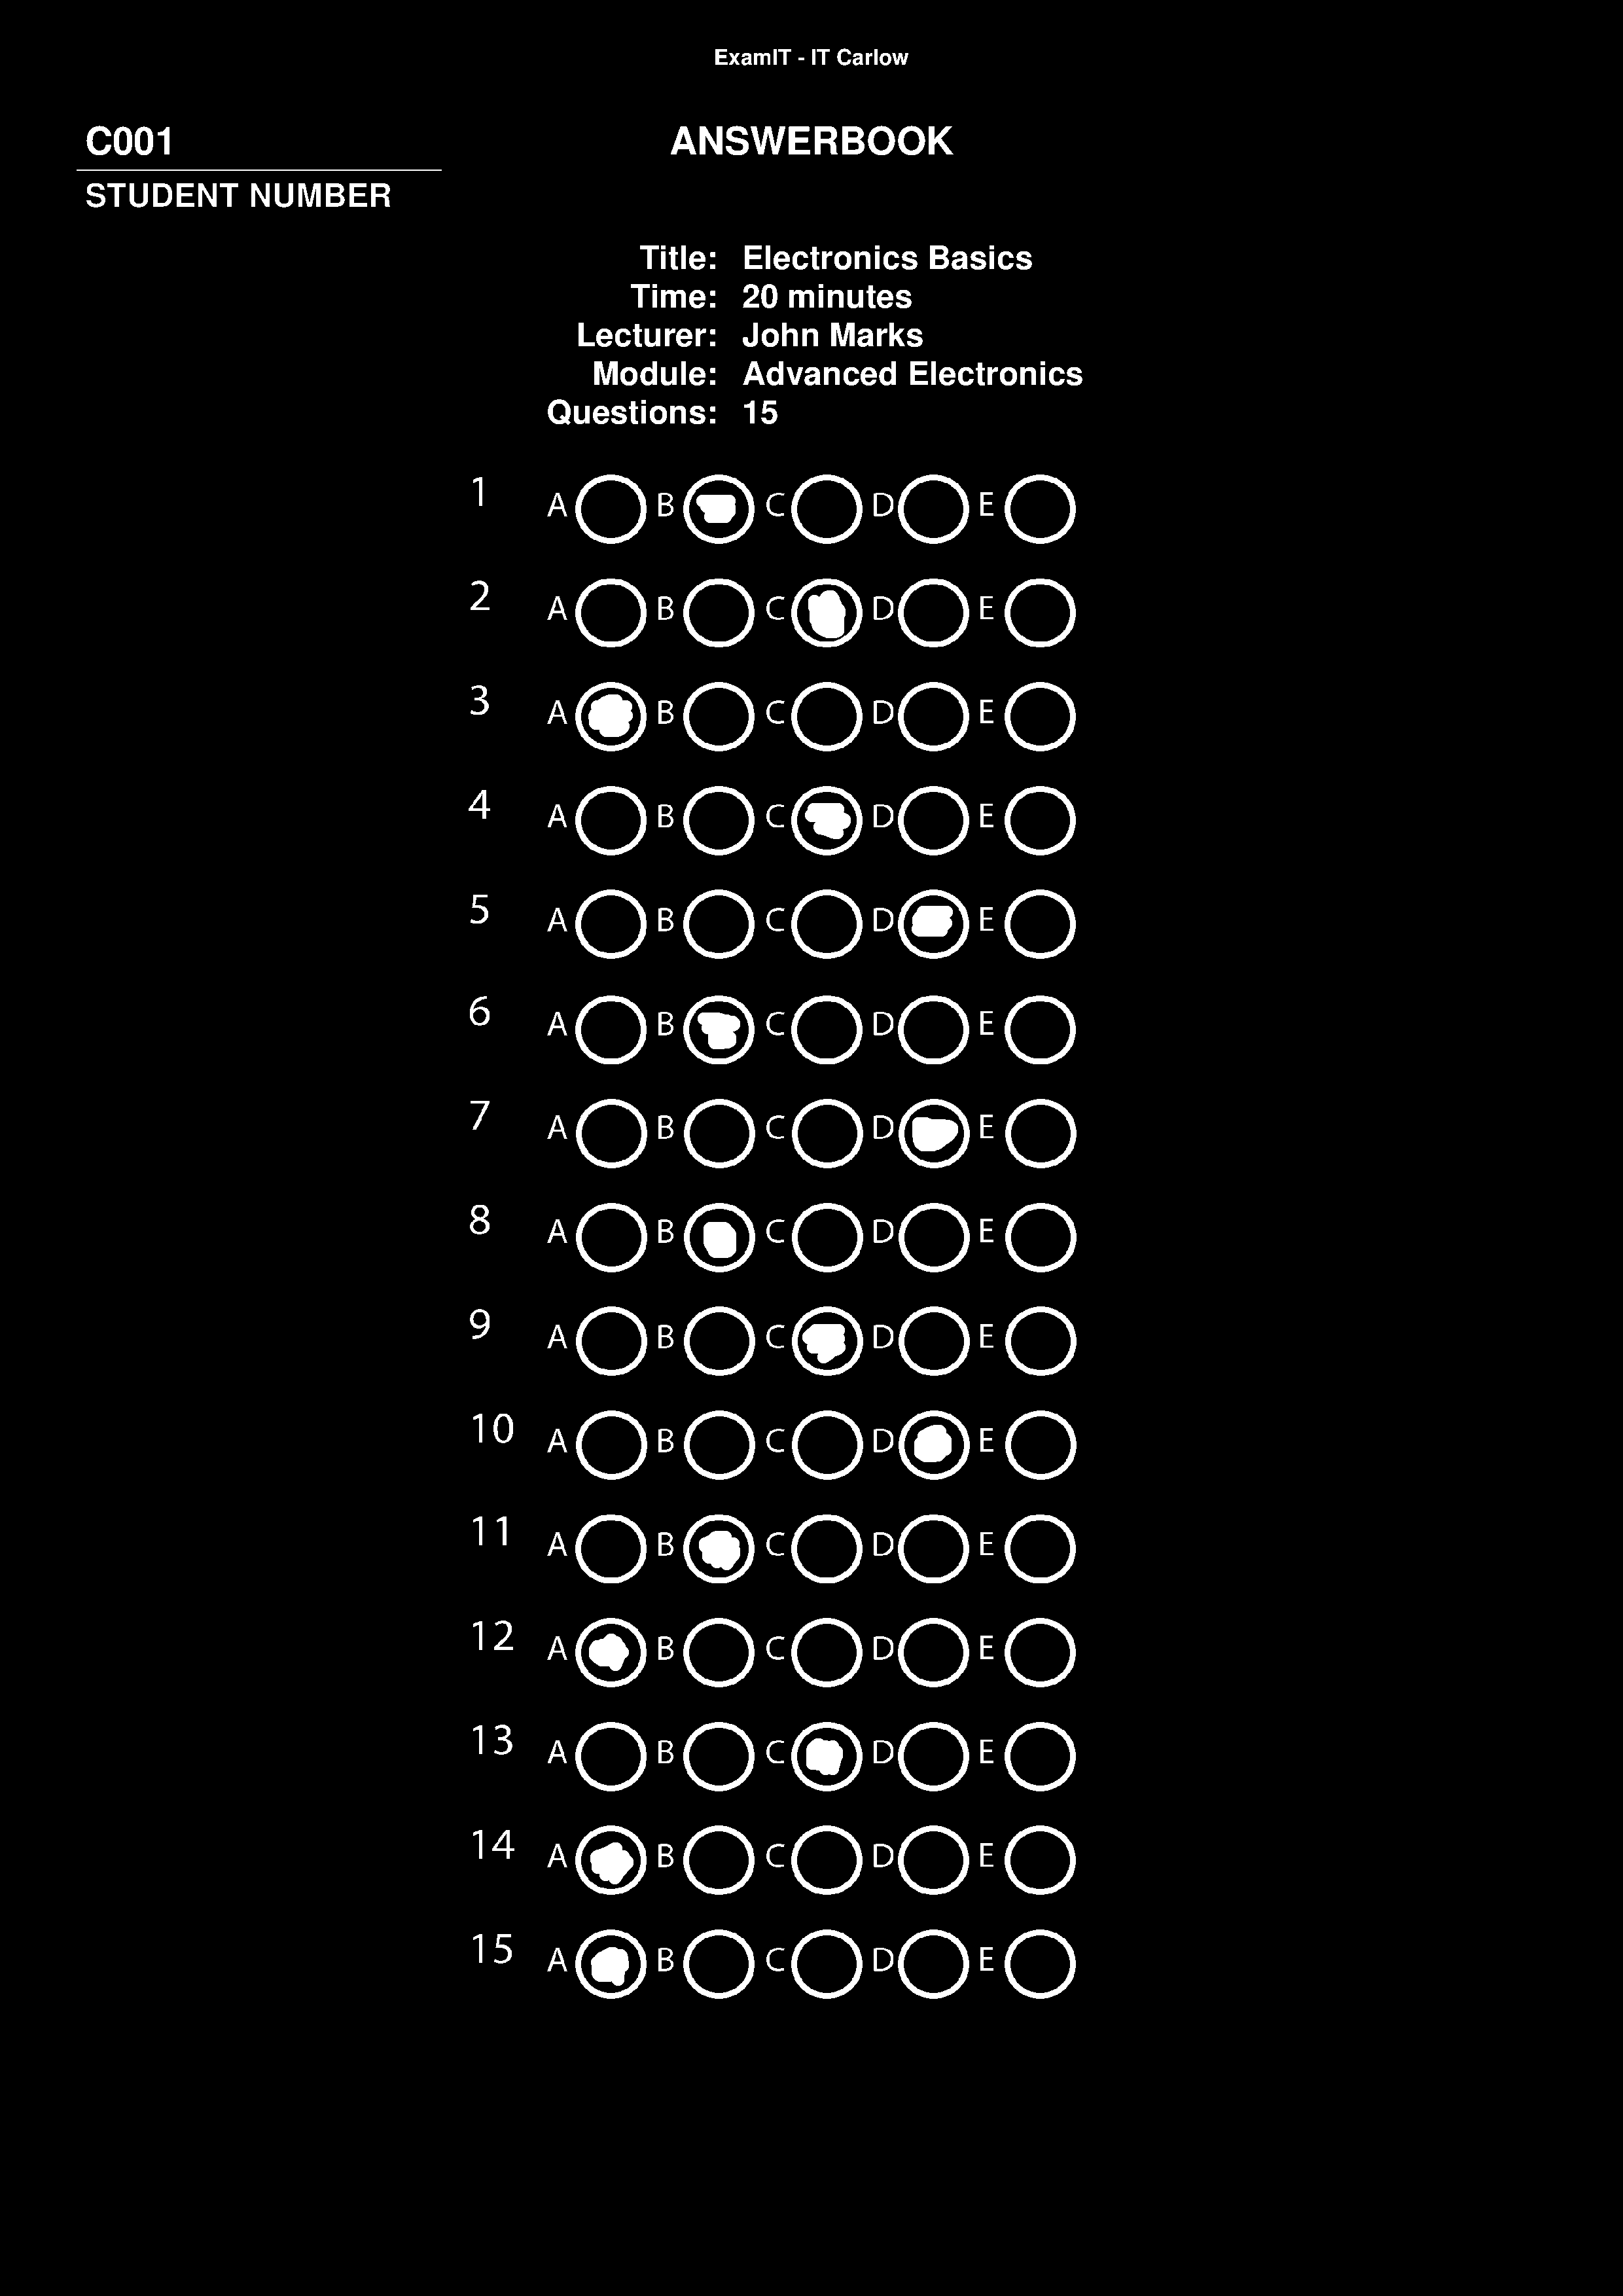 ExamIT - IT Carlow
C001
ANSWERBOOK
STUDENT NUMBER
Title: Electronics Basics
Time: 20 minutes
Lecturer: John Marks
Module: Advanced Electronics
Questions: 15
1 A B C D E
2 A B C D E
3 A B C D E
4 A B C D E
5 A B C D E
6 A B C D E
7 A B C D E
8 A B C D E
9 A B C D E
10 A B C D E
11 A B C D E
12 A B C D E
13 A B C D E
14 A B C D E
15 A B C D E